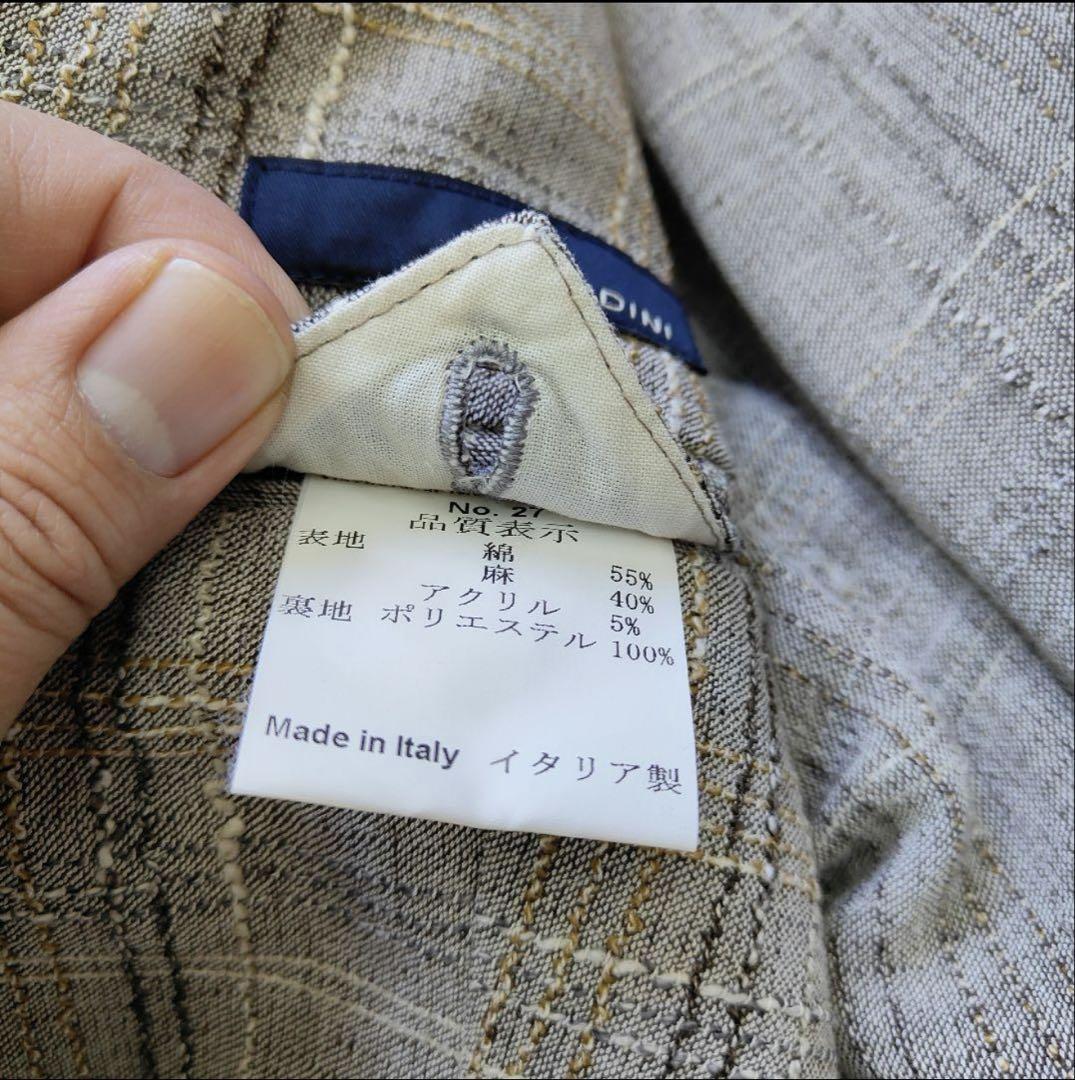 DINI
No. 27
品質表示
表地 綿 55%
麻 40%
アクリル 5%
裏地 ポリエステル 100%
Made in Italy イタリア製